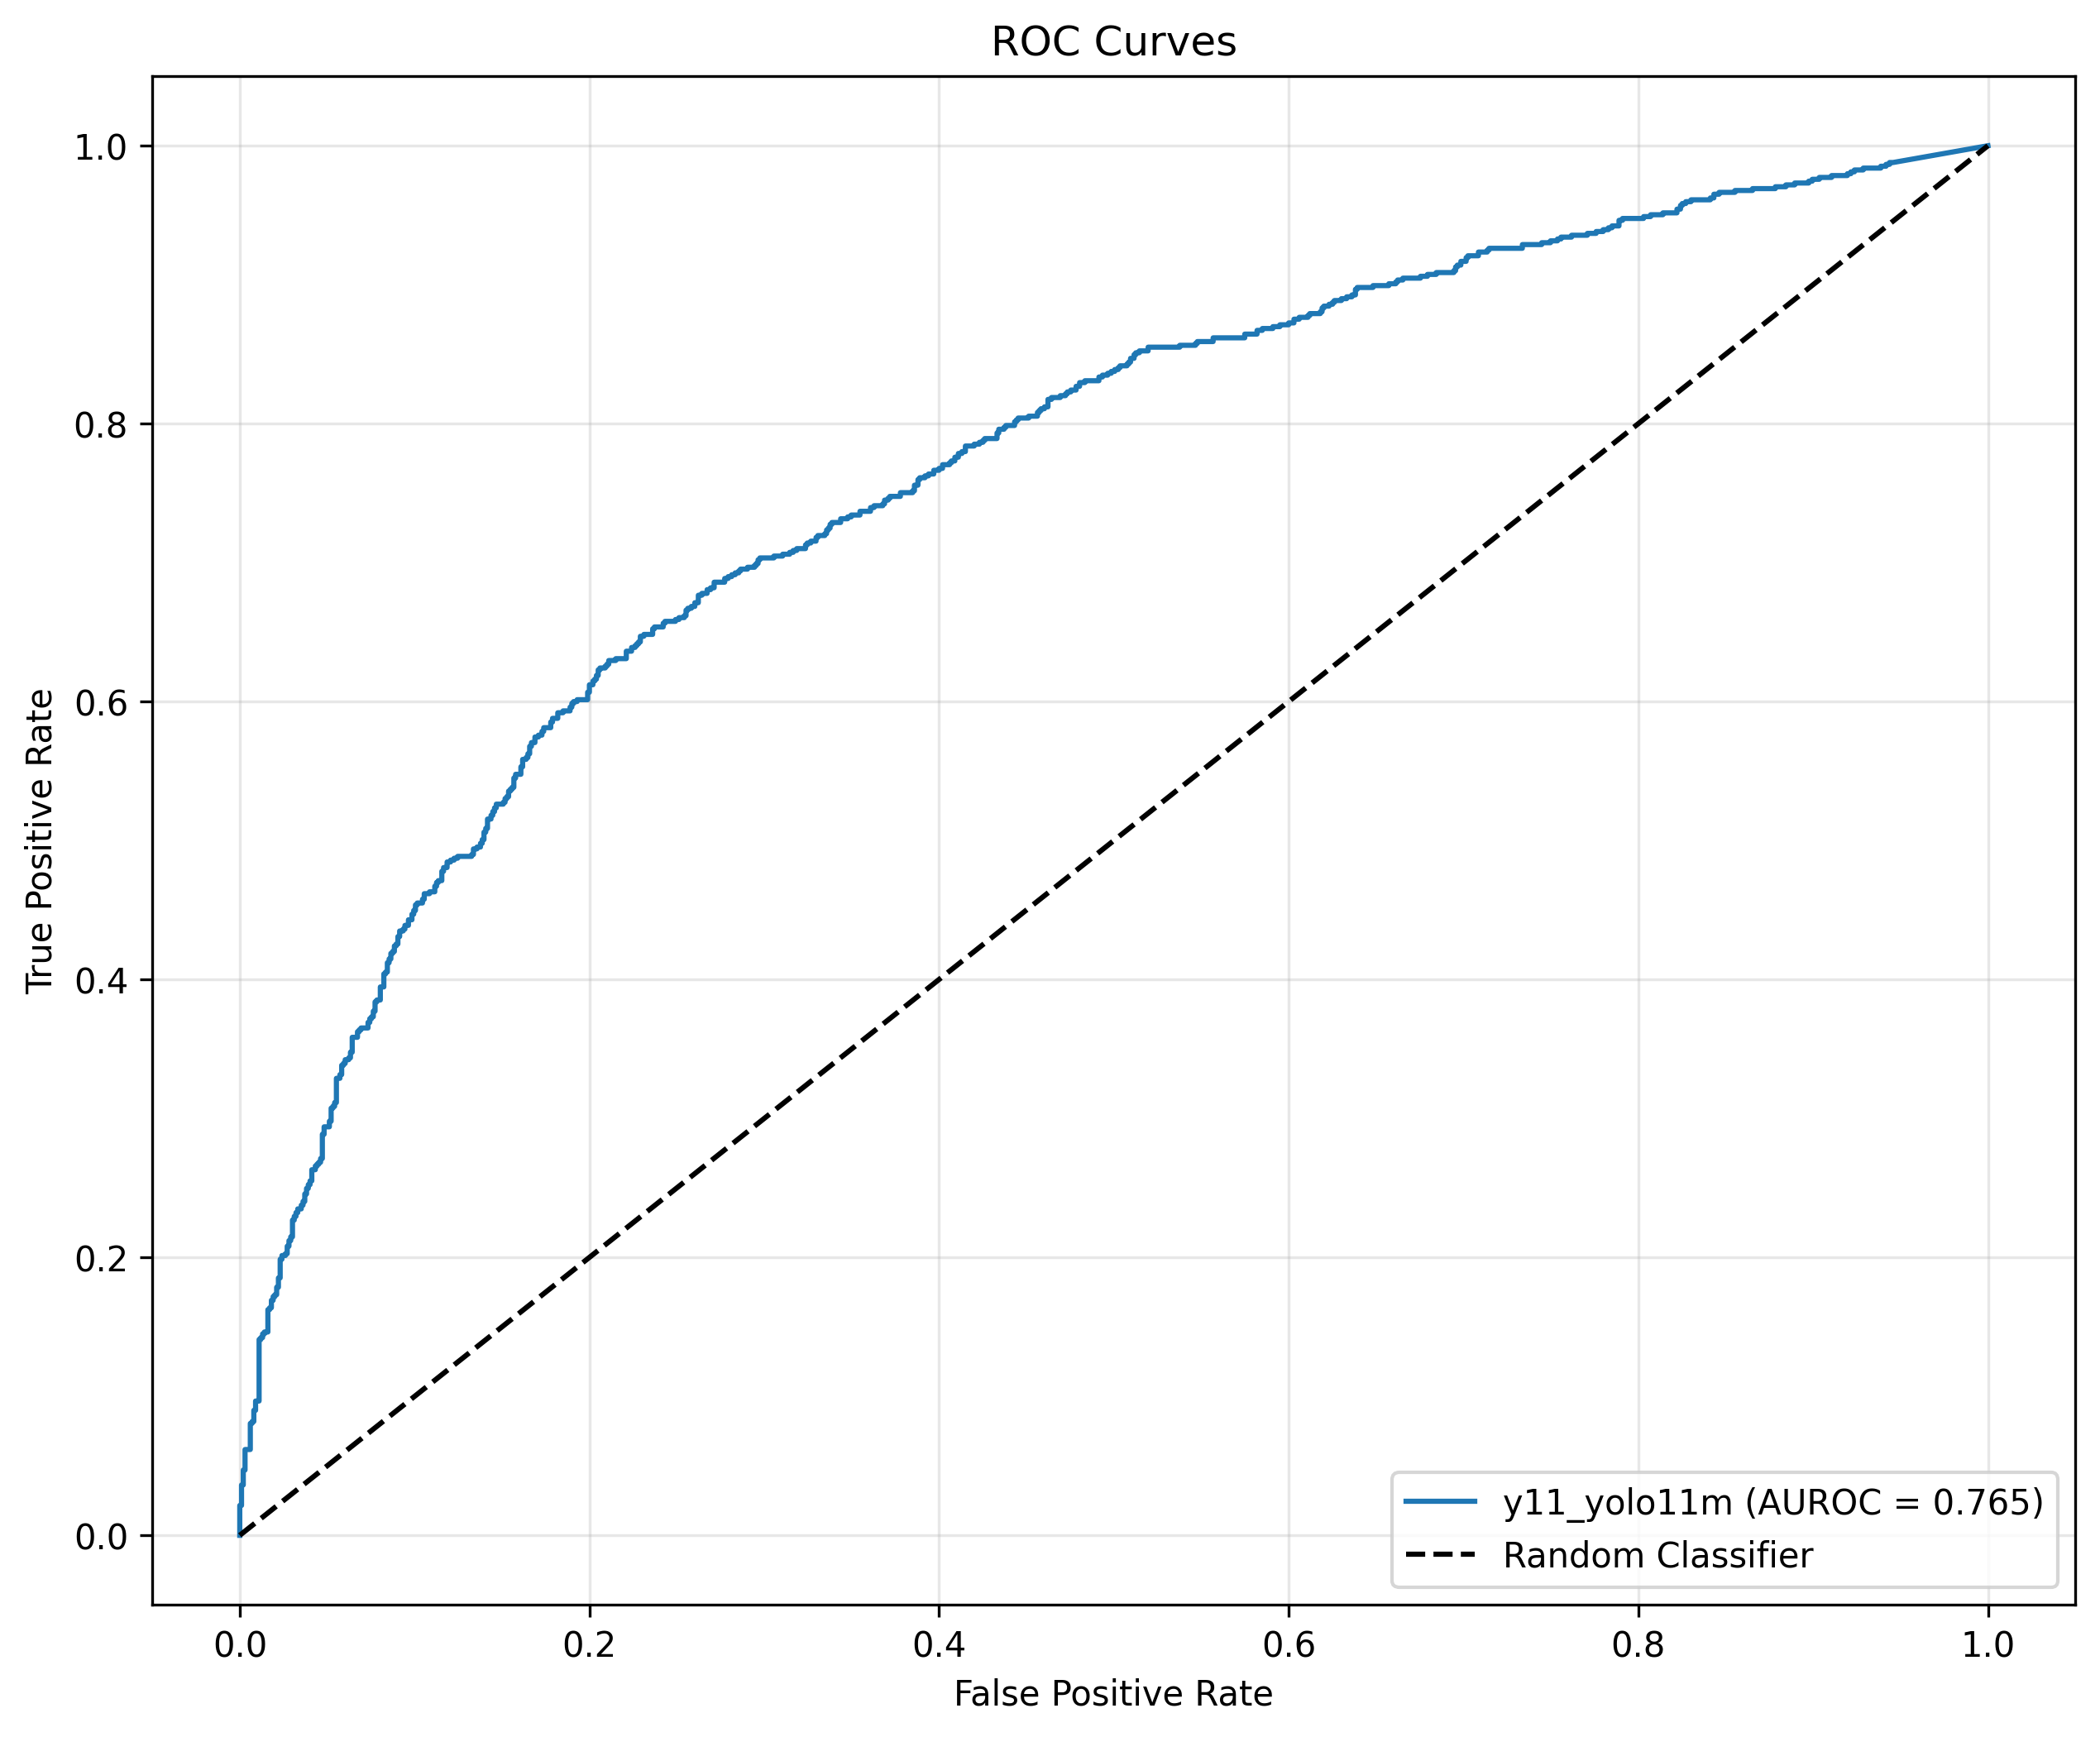 ROC Curves
True Positive Rate
1.0
0.8
0.6
0.4
0.2
0.0
y11_yolo11m (AUROC = 0.765)
Random Classifier
0.0 0.2 0.4 0.6 0.8 1.0
False Positive Rate